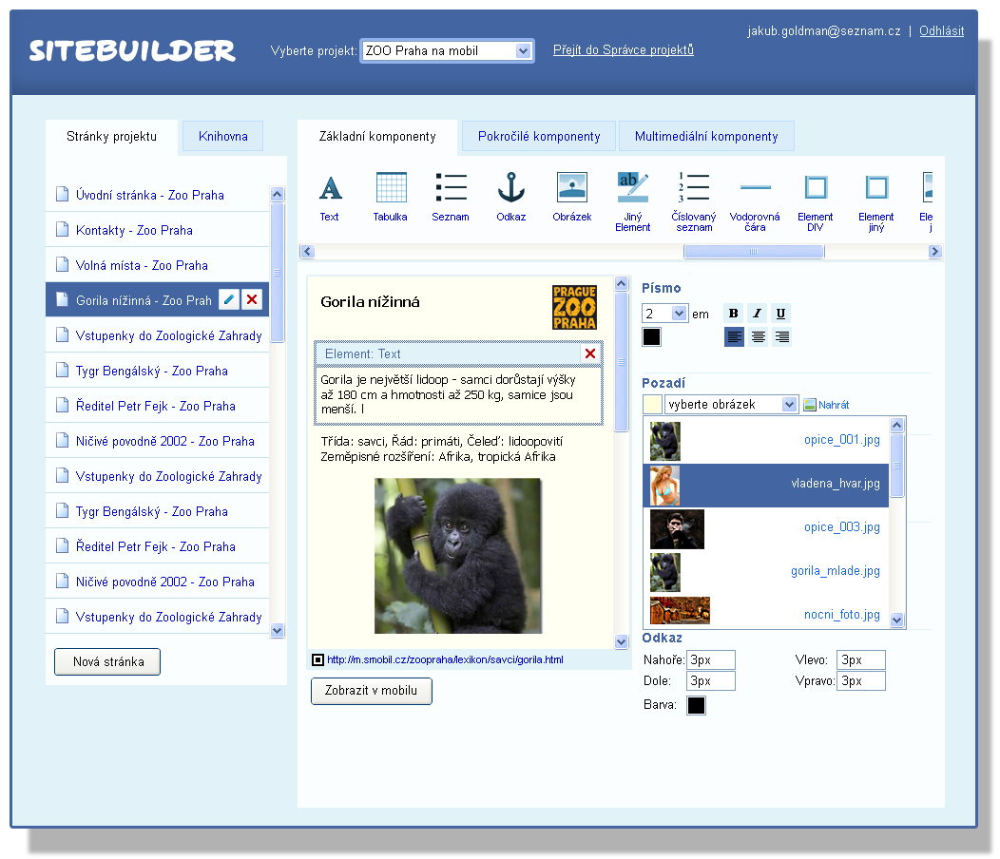 SITEBUILDER
Vyberte projekt: ZOO Praha na mobil
Přejít do Správce projektů
jakub.goldman@seznam.cz | Odhlásit
Stránky projektu
Knihovna
Úvodní stránka - Zoo Praha
Kontakty - Zoo Praha
Volná místa - Zoo Praha
Gorila nížinná - Zoo Prah
Vstupenky do Zoologické Zahrady
Tygr Bengálský - Zoo Praha
Ředitel Petr Fejk - Zoo Praha
Ničivé povodně 2002 - Zoo Praha
Vstupenky do Zoologické Zahrady
Tygr Bengálský - Zoo Praha
Ředitel Petr Fejk - Zoo Praha
Ničivé povodně 2002 - Zoo Praha
Vstupenky do Zoologické Zahrady
Nová stránka
Základní komponenty
Pokročilé komponenty
Multimediální komponenty
Text
Tabulka
Seznam
Odkaz
Obrázek
ab
Jiný
Element
1
2
3
Číslovaný
seznam
Vodorovná
čára
Element
DIV
Element
jiný
Ele
j
Gorila nížinná
PRAGUE
ZOO
PRAHA
Element: Text
Gorila je největší lidoop - samci dorůstají výšky
až 180 cm a hmotnosti až 250 kg, samice jsou
menší.
Třída: savci, Řád: primáti, Čeleď: lidoopovití
Zeměpisné rozšíření: Afrika, tropická Afrika
http://m.smobil.cz/zoopraha/lexikon/savci/gorila.html
Zobrazit v mobilu
Písmo
2 em
B I U
Pozadí
vyberte obrázek
Nahrát
opice_001.jpg
vladena_hvar.jpg
opice_003.jpg
gorila_mlade.jpg
nocni_foto.jpg
Odkaz
Nahoře: 3px
Vlevo: 3px
Dole: 3px
Vpravo: 3px
Barva: